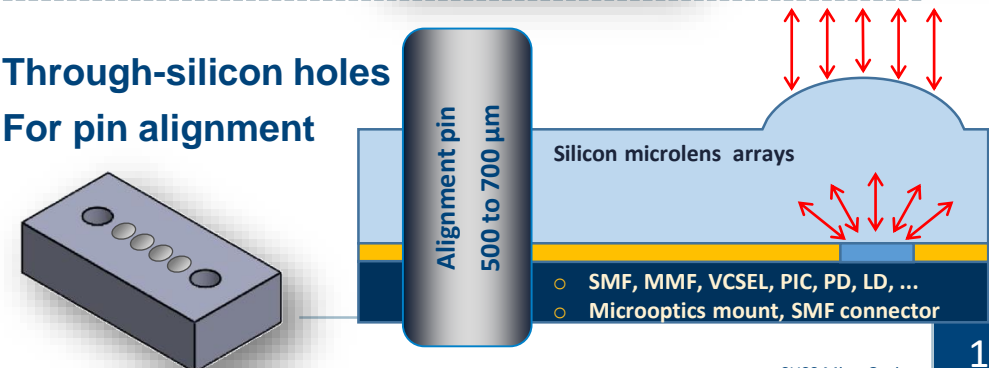 Through-silicon holes
For pin alignment
Alignment pin
500 to 700 µm
Silicon microlens arrays
o SMF, MMF, VCSEL, PIC, PD, LD, ...
o Microoptics mount, SMF connector
1